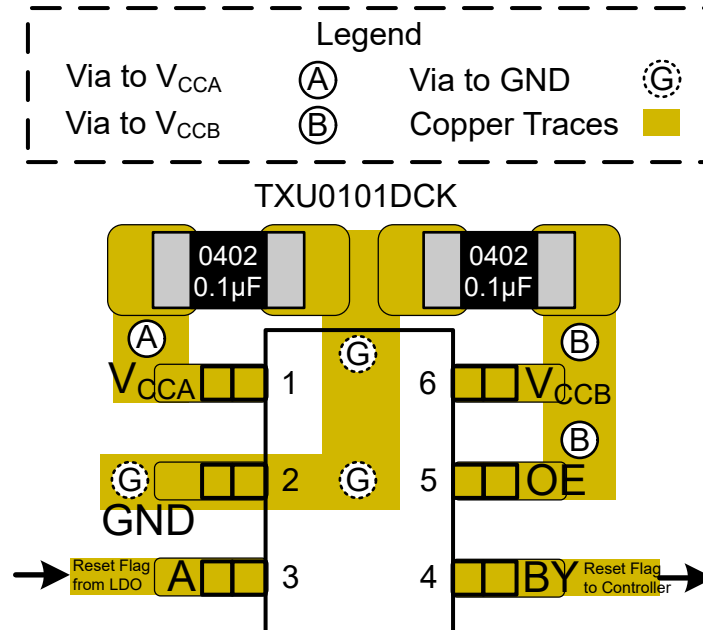 Legend
Via to VCCA A Via to GND G
Via to VCCB B Copper Traces
TXU0101DCK
0402 0402
0.1µF 0.1µF
A B
G
VCCA 1 6 VCCB
B
G 2 G 5 OE
GND
Reset Flag
from LDO
A 3 4 BY
Reset Flag
to Controller